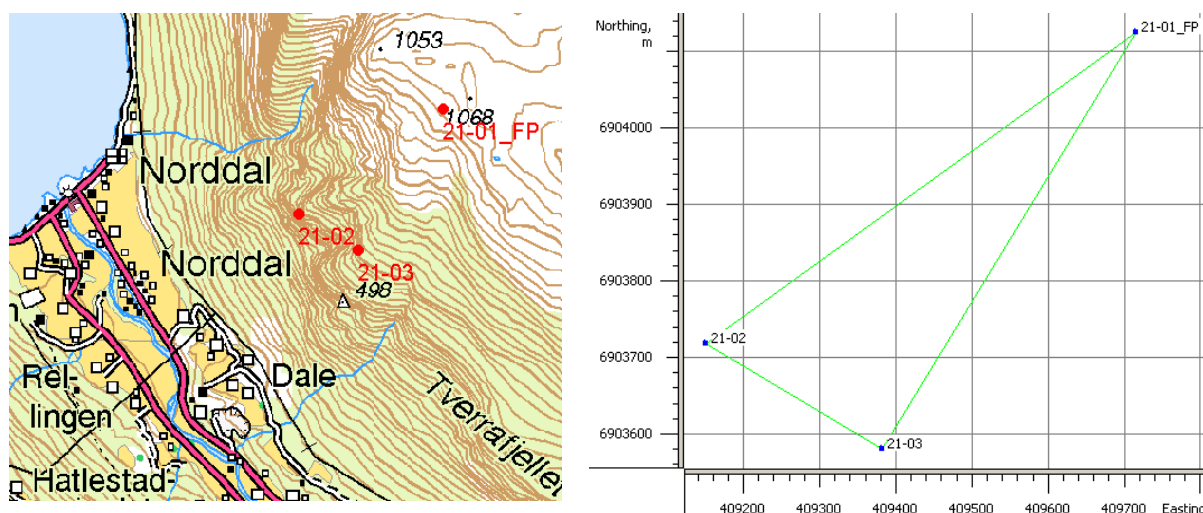 1053
1068
21-01_FP
Norddal
21-02
Norddal
21-03
498
Rel-
lingen
Dale
Tverrafjellet
Hatlestad-
Northing,
m
21-01_FP
6904000
6903900
6903800
21-02
6903700
6903600
21-03
409200
409300
409400
409500
409600
409700
Easting